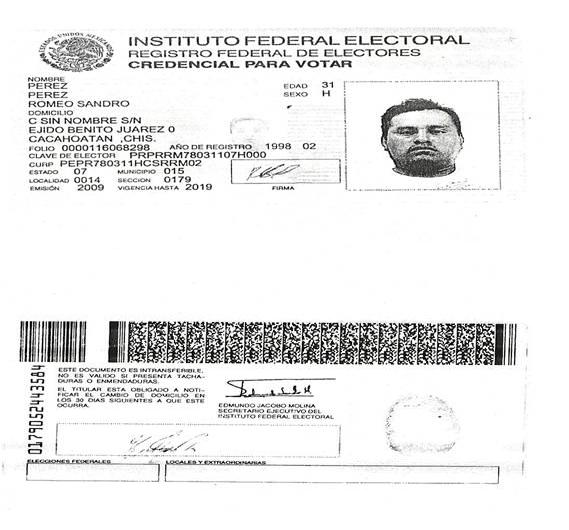 ESTADOS UNIDOS MEXICANOS
INSTITUTO FEDERAL ELECTORAL
REGISTRO FEDERAL DE ELECTORES
CREDENCIAL PARA VOTAR
NOMBRE
PEREZ
PEREZ
ROMEO SANDRO
EDAD 31
SEXO H
DOMICILIO
C SIN NOMBRE S/N
EJIDO BENITO JUAREZ 0
CACAHOATAN ,CHIS.
FOLIO 0000116068298 AÑO DE REGISTRO 1998 02
CLAVE DE ELECTOR PRPRRM78031107H000
CURP PEPR780311HCSRRM02
ESTADO 07 MUNICIPIO 015
LOCALIDAD 0014 SECCION 0179
EMISIÓN 2009 VIGENCIA HASTA 2019
FIRMA
0179052443584
ESTE DOCUMENTO ES INTRANSFERIBLE,
NO ES VALIDO SI PRESENTA TACHA-
DURAS O ENMENDADURAS.
EL TITULAR ESTA OBLIGADO A NOTI-
FICAR EL CAMBIO DE DOMICILIO EN
LOS 30 DIAS SIGUIENTES A QUE ESTE
OCURRA.
EDMUNDO JACOBO MOLINA
SECRETARIO EJECUTIVO DEL
INSTITUTO FEDERAL ELECTORAL
ELECCIONES FEDERALES
LOCALES Y EXTRAORDINARIAS